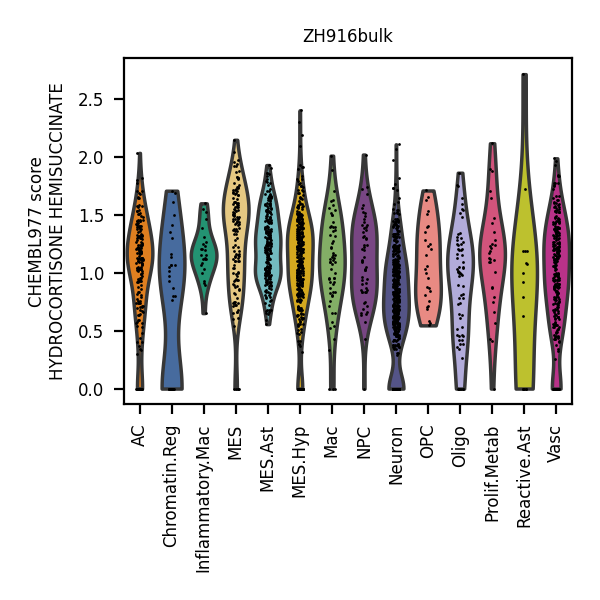 ZH916bulk
CHEMBL977 score
HYDROCORTISONE HEMISUCCINATE
2.5
2.0
1.5
1.0
0.5
0.0
AC
Chromatin.Reg
Inflammatory.Mac
MES
MES.Ast
MES.Hyp
Mac
NPC
Neuron
OPC
Oligo
Prolif.Metab
Reactive.Ast
Vasc